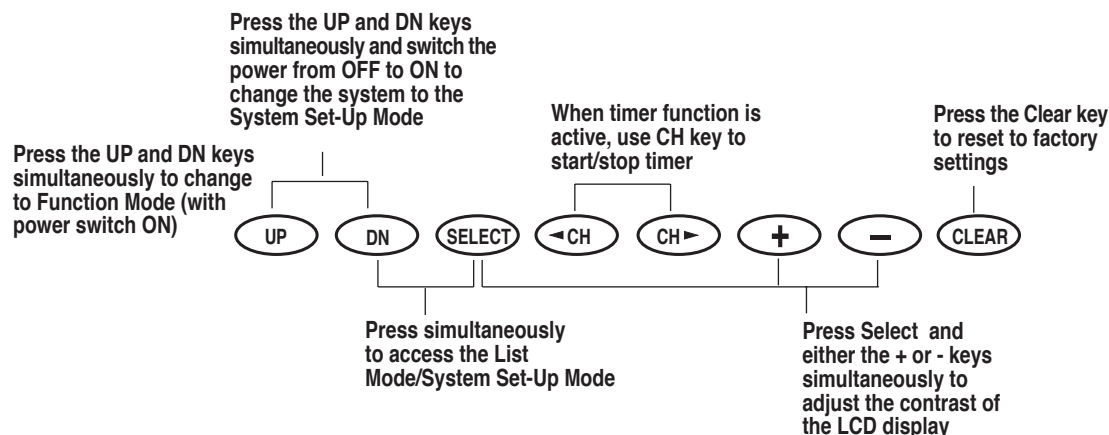 Press the UP and DN keys
simultaneously and switch the
power from OFF to ON to
change the system to the
System Set-Up Mode
When timer function is
active, use CH key to
start/stop timer
Press the Clear key
to reset to factory
settings
Press the UP and DN keys
simultaneously to change
to Function Mode (with
power switch ON)
UP
DN
SELECT
◄CH
CH►
+
−
CLEAR
Press simultaneously
to access the List
Mode/System Set-Up Mode
Press Select and
either the + or - keys
simultaneously to
adjust the contrast of
the LCD display